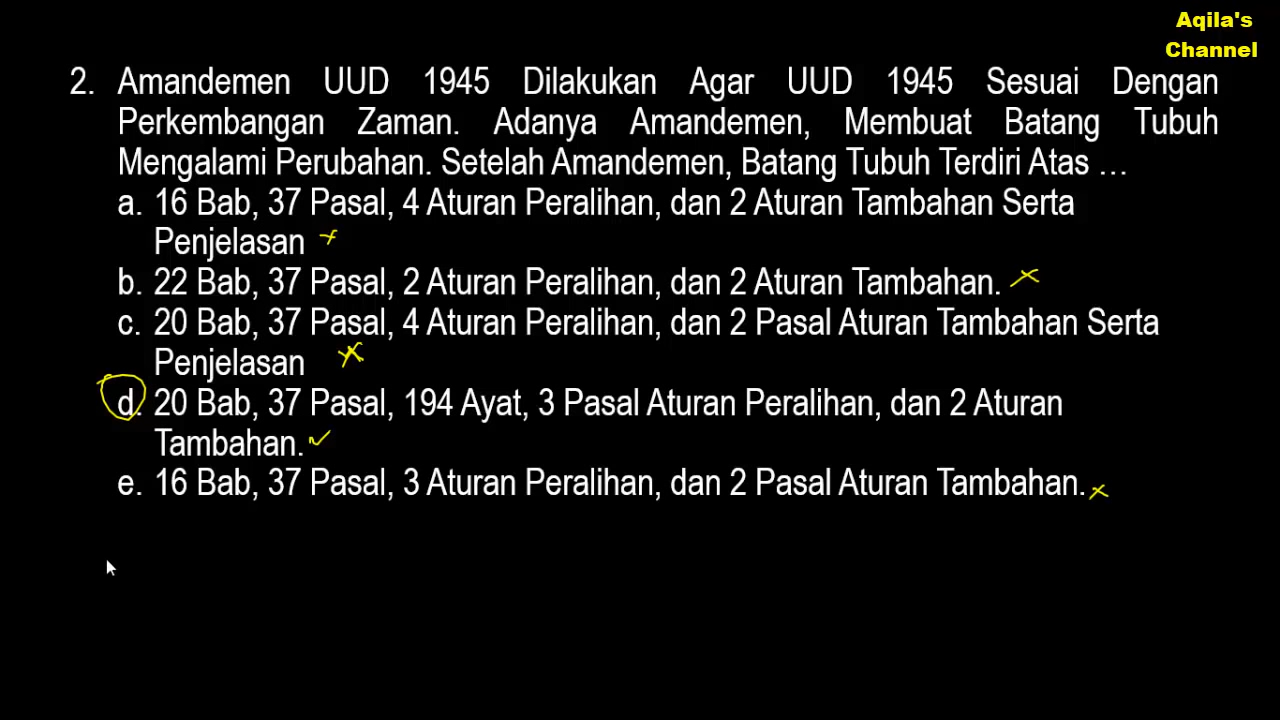 Aqila's
Channel
2. Amandemen UUD 1945 Dilakukan Agar UUD 1945 Sesuai Dengan
Perkembangan Zaman. Adanya Amandemen, Membuat Batang Tubuh
Mengalami Perubahan. Setelah Amandemen, Batang Tubuh Terdiri Atas ...
a. 16 Bab, 37 Pasal, 4 Aturan Peralihan, dan 2 Aturan Tambahan Serta
Penjelasan
b. 22 Bab, 37 Pasal, 2 Aturan Peralihan, dan 2 Aturan Tambahan.
c. 20 Bab, 37 Pasal, 4 Aturan Peralihan, dan 2 Pasal Aturan Tambahan Serta
Penjelasan
d. 20 Bab, 37 Pasal, 194 Ayat, 3 Pasal Aturan Peralihan, dan 2 Aturan
Tambahan.
e. 16 Bab, 37 Pasal, 3 Aturan Peralihan, dan 2 Pasal Aturan Tambahan.